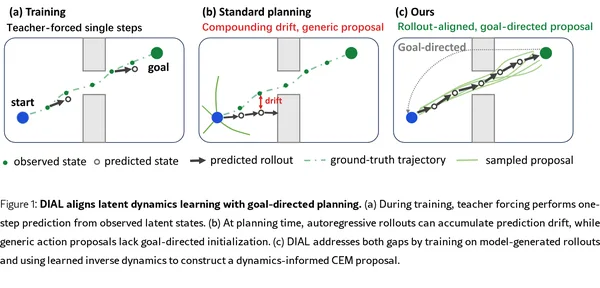 (a) Training
Teacher-forced single steps
goal
start
(b) Standard planning
Compounding drift, generic proposal
drift
(c) Ours
Rollout-aligned, goal-directed proposal
Goal-directed
observed state
predicted state
predicted rollout
ground-truth trajectory
sampled proposal
Figure 1: DIAL aligns latent dynamics learning with goal-directed planning. (a) During training, teacher forcing performs one-
step prediction from observed latent states. (b) At planning time, autoregressive rollouts can accumulate prediction drift, while
generic action proposals lack goal-directed initialization. (c) DIAL addresses both gaps by training on model-generated rollouts
and using learned inverse dynamics to construct a dynamics-informed CEM proposal.